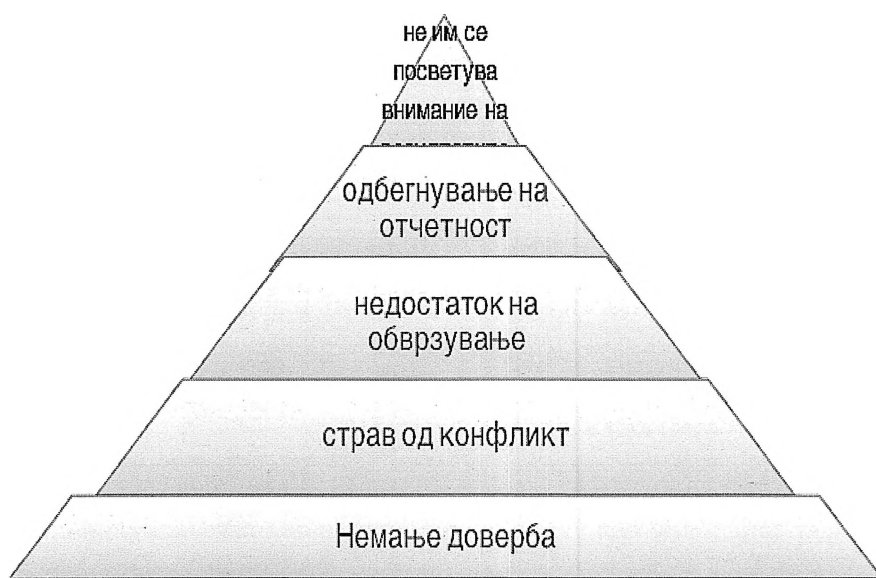 не им се
посветува
внимание на
одбегнување на
отчетност
недостаток на
обврзување
страв од конфликт
Немање доверба